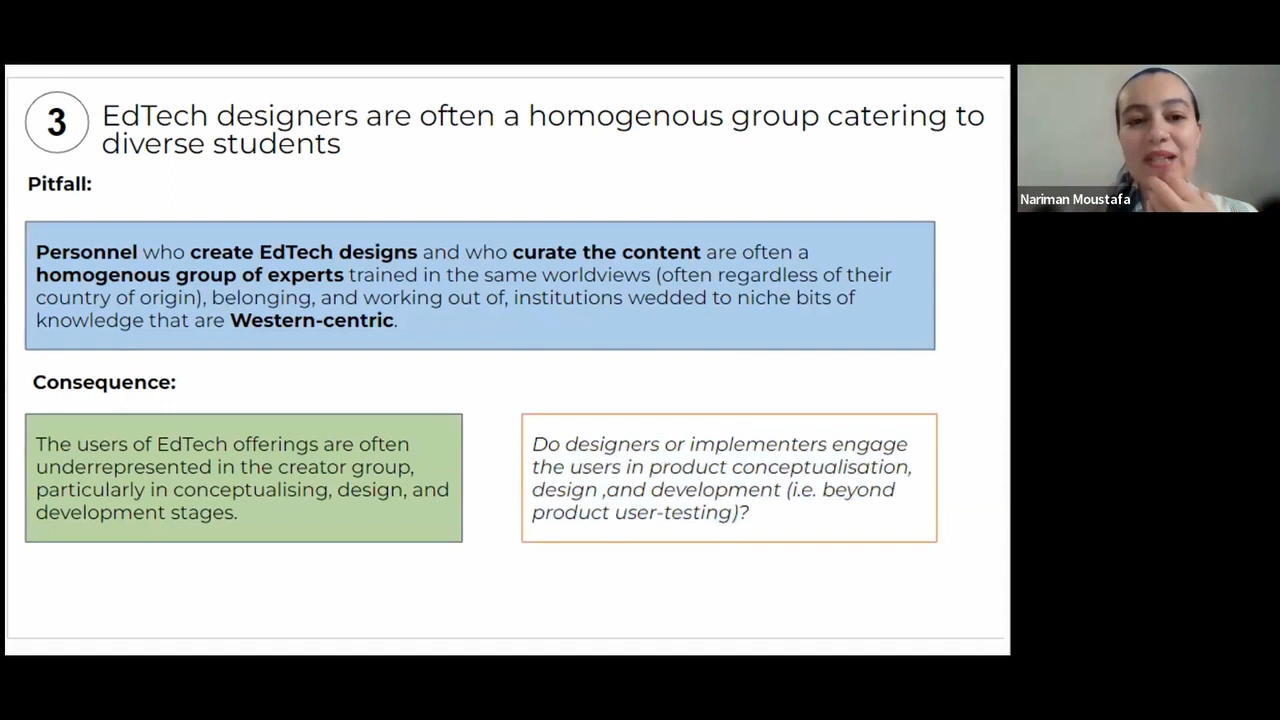 3
EdTech designers are often a homogenous group catering to
diverse students
Pitfall:
Personnel who create EdTech designs and who curate the content are often a
homogenous group of experts trained in the same worldviews (often regardless of their
country of origin), belonging, and working out of, institutions wedded to niche bits of
knowledge that are Western-centric.
Consequence:
The users of EdTech offerings are often
underrepresented in the creator group,
particularly in conceptualising, design, and
development stages.
Do designers or implementers engage
the users in product conceptualisation,
design ,and development (i.e. beyond
product user-testing)?
Nariman Moustafa